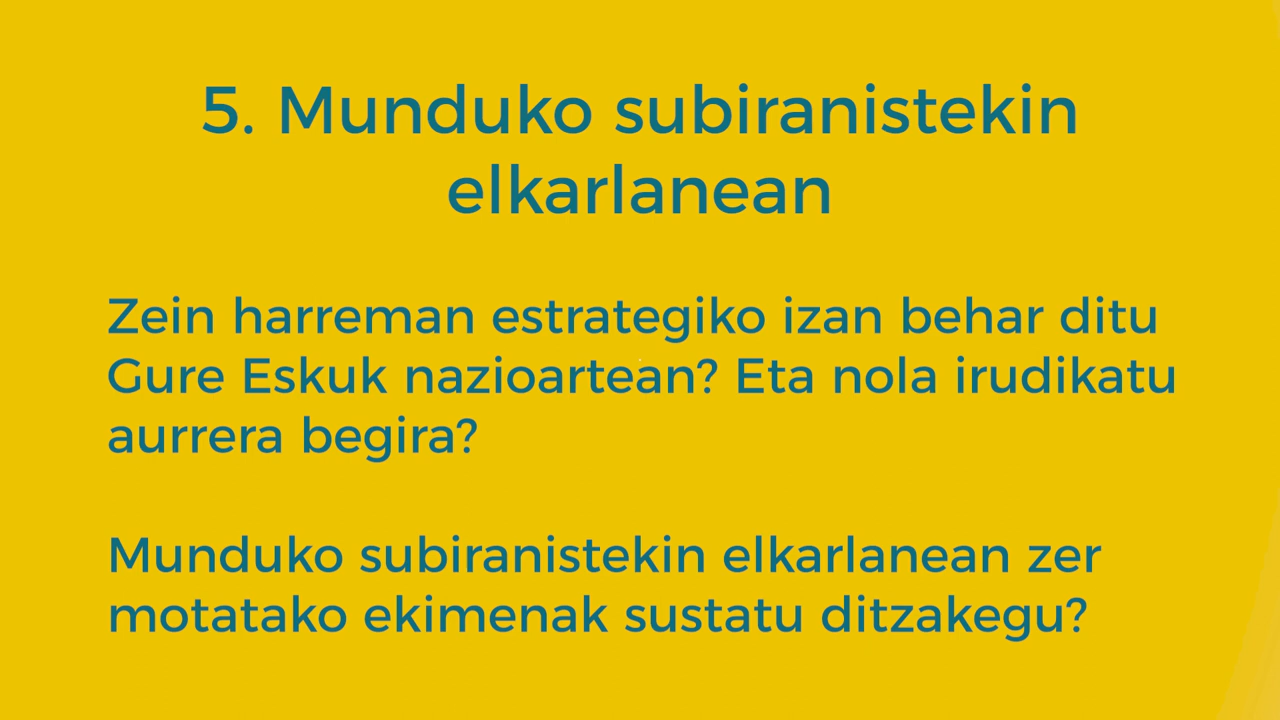 5. Munduko subiranistekin
elkarlanean
Zein harreman estrategiko izan behar ditu
Gure Eskuk nazioartean? Eta nola irudikatu
aurrera begira?
Munduko subiranistekin elkarlanean zer
motatako ekimenak sustatu ditzakegu?